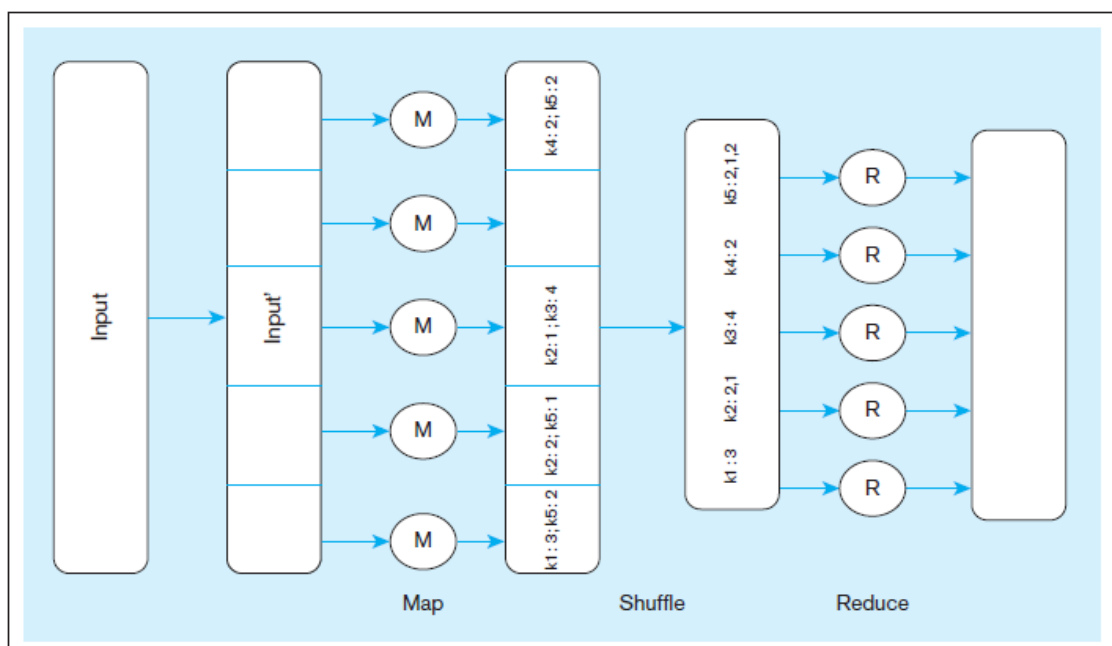 Input
Input'
M
M
M
M
M
k4: 2; k5: 2
k2: 1; k3: 4
k2: 2; k5: 1
k1: 3; k5: 2
k5: 2,1,2
k4: 2
k3: 4
k2: 2,1
k1: 3
R
R
R
R
R
Map
Shuffle
Reduce